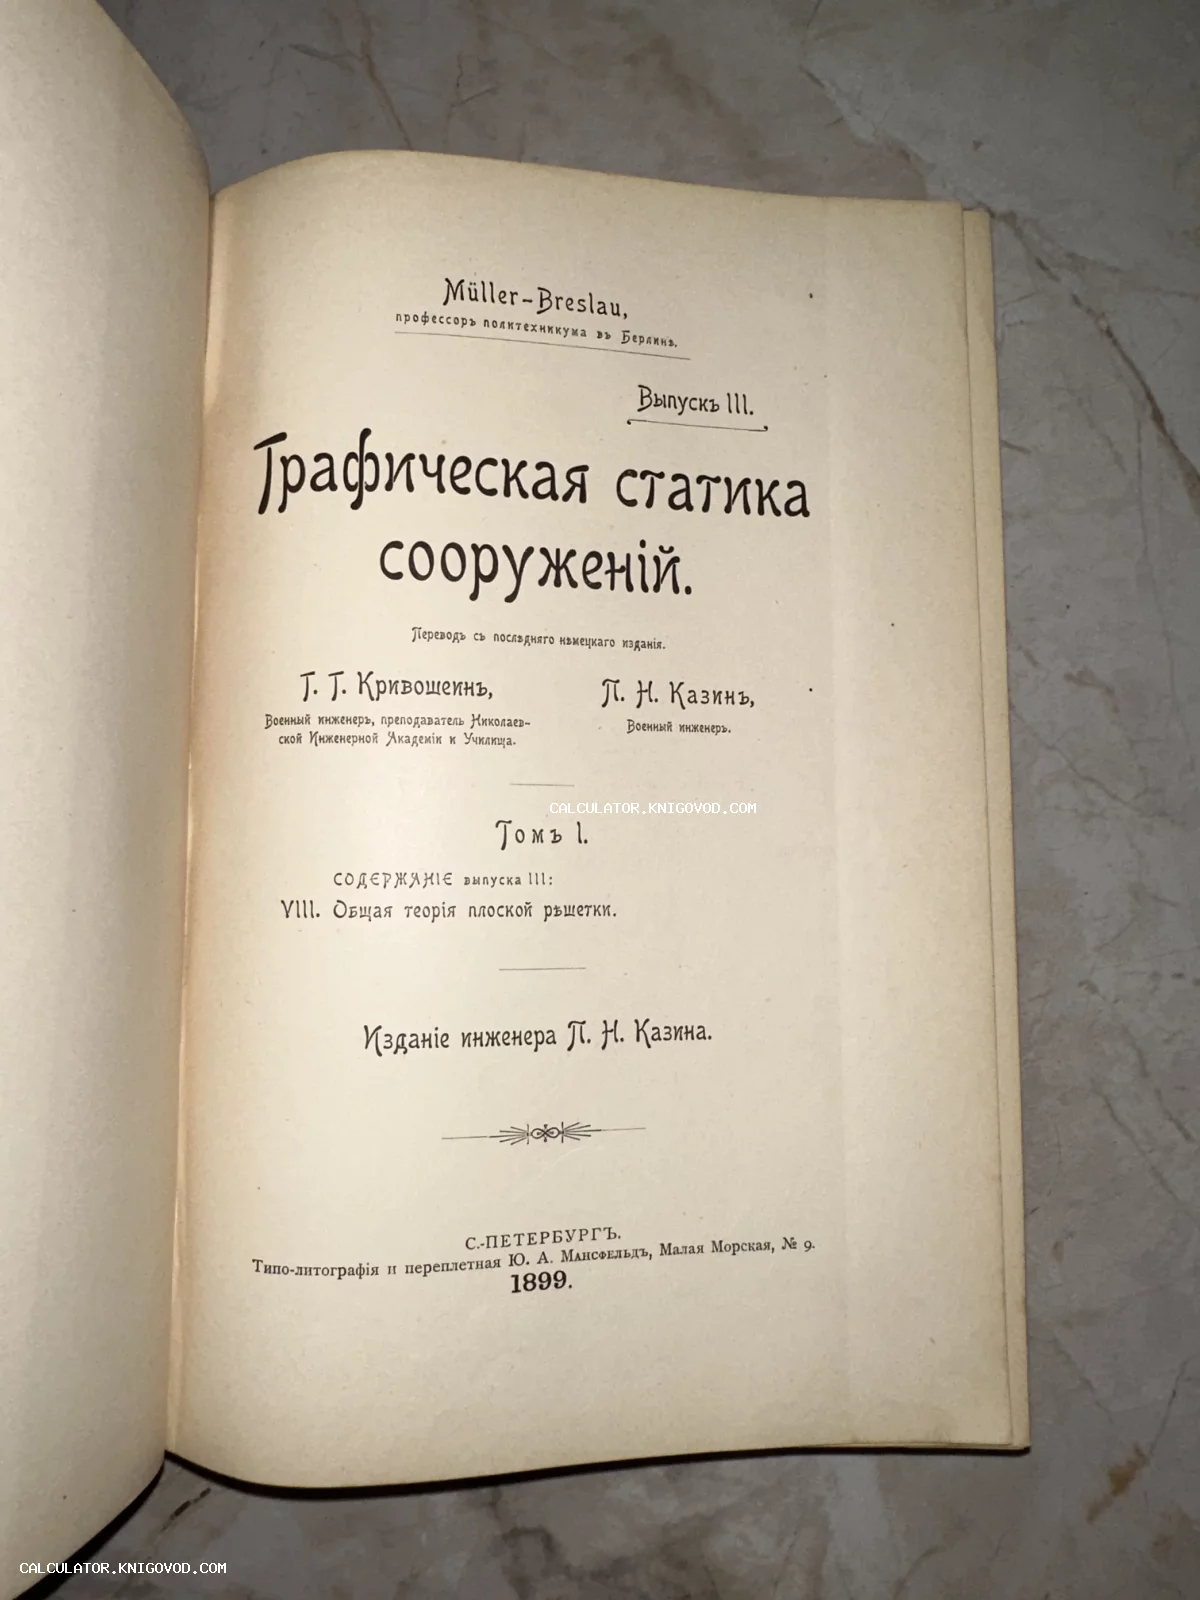 Müller-Breslau,
профессоръ политехникума въ Берлинѣ.
Выпускъ III.
Графическая статика
сооруженій.
Переводъ съ послѣдняго нѣмецкаго изданія.
Г. Г. Кривошеинъ,
Военный инженеръ, преподаватель Николаев-
ской Инженерной Академіи и Училища.
П. Н. Казинъ,
Военный инженеръ.
CALCULATOR.KNIGOVOD.COM
Томъ I.
СОДЕРЖАНІЕ выпуска III:
VIII. Общая теорія плоской рѣшетки.
Изданіе инженера П. Н. Казина.
С.-ПЕТЕРБУРГЪ.
Типо-литографія и переплетная Ю. А. Мансфельдъ, Малая Морская, № 9.
1899.
CALCULATOR.KNIGOVOD.COM